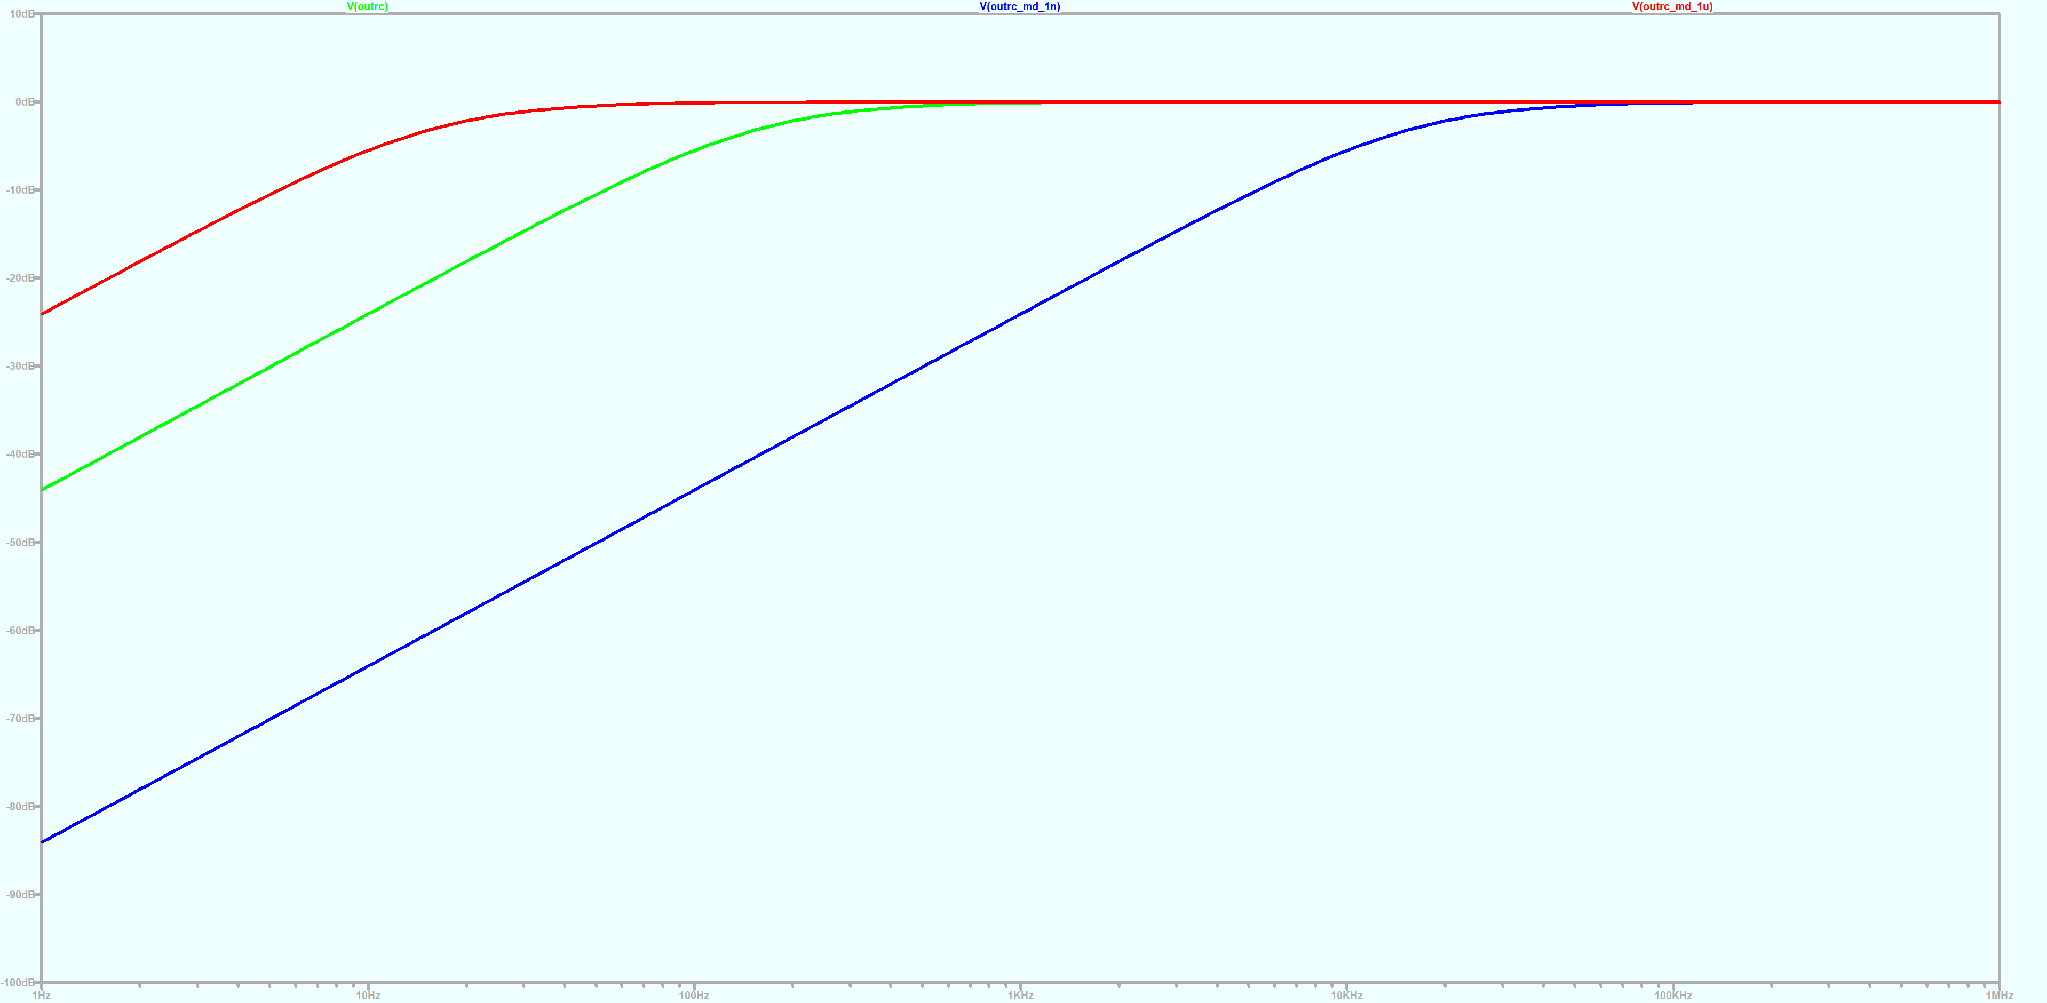 V(outrc) V(outrc_md_1n) V(outrc_md_1u)
10dB
0dB
-10dB
-20dB
-30dB
-40dB
-50dB
-60dB
-70dB
-80dB
-90dB
-100dB
1Hz 10Hz 100Hz 1KHz 10KHz 100KHz 1MHz